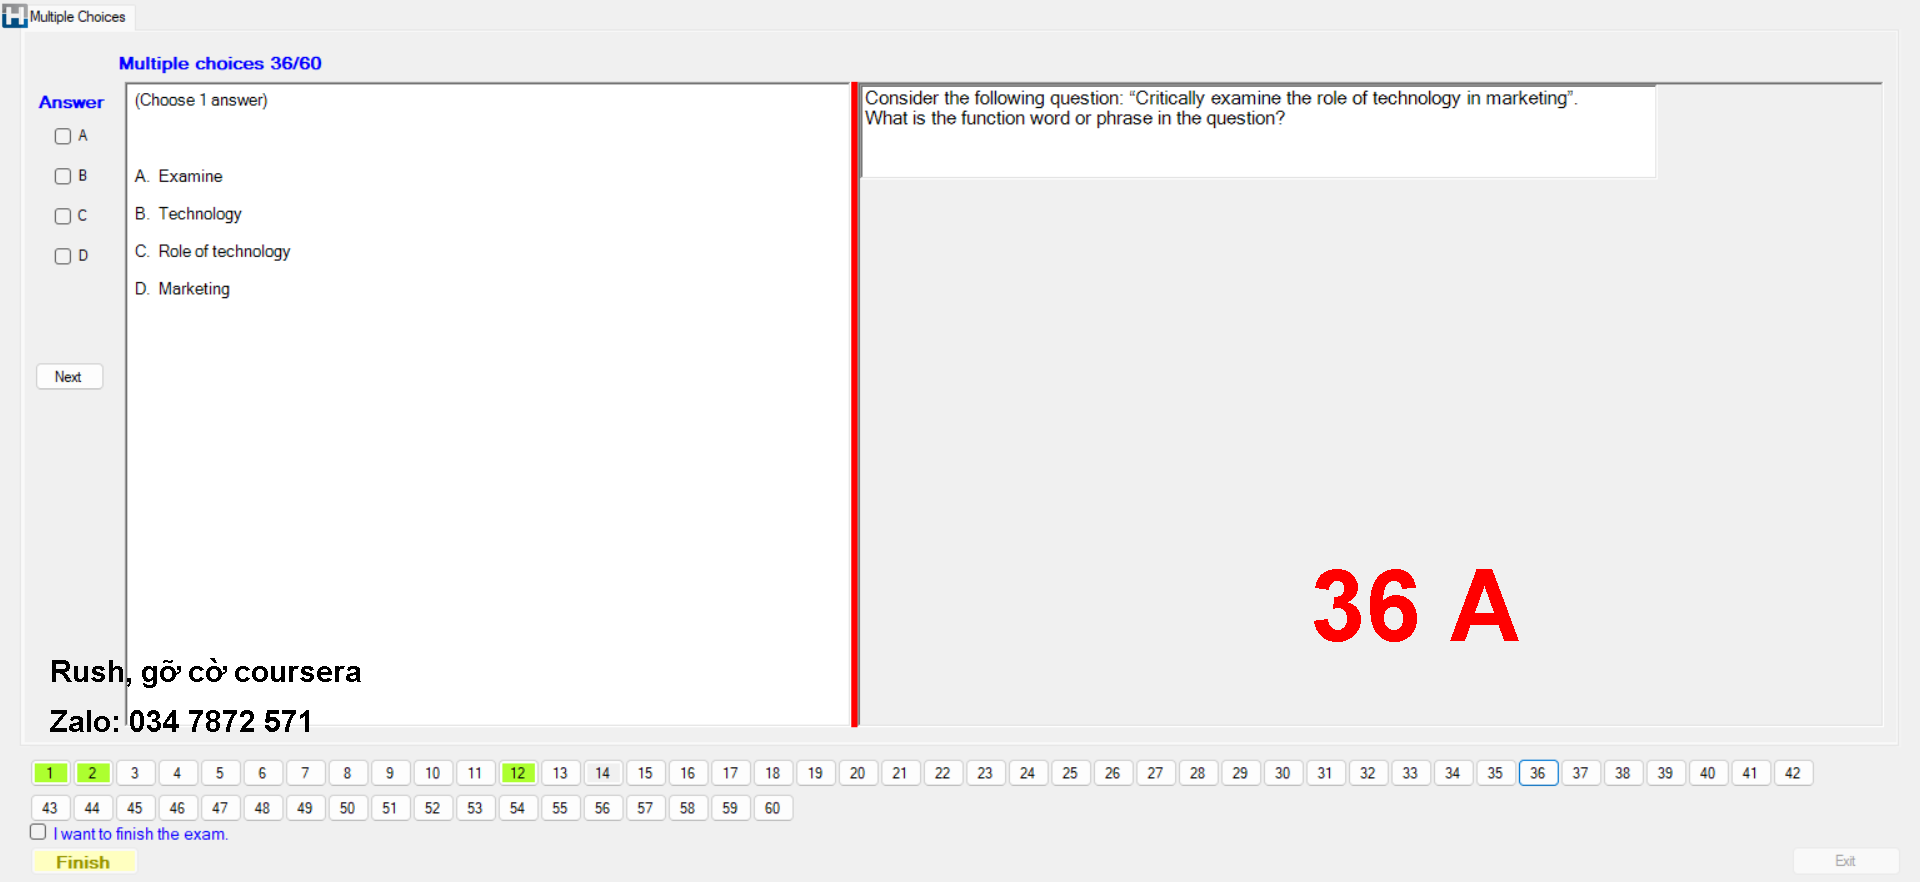 Multiple Choices
Multiple choices 36/60
Answer
A
B
C
D
Next
(Choose 1 answer)
A. Examine
B. Technology
C. Role of technology
D. Marketing
Consider the following question: “Critically examine the role of technology in marketing”.
What is the function word or phrase in the question?
36 A
Rush, gỡ cờ coursera
Zalo: 034 7872 571
1 2 3 4 5 6 7 8 9 10 11 12 13 14 15 16 17 18 19 20 21 22 23 24 25 26 27 28 29 30 31 32 33 34 35 36 37 38 39 40 41 42
43 44 45 46 47 48 49 50 51 52 53 54 55 56 57 58 59 60
I want to finish the exam.
Finish
Exit